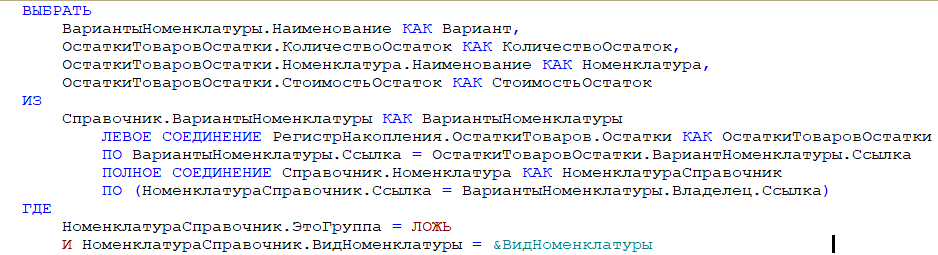 ВЫБРАТЬ
ВариантыНоменклатуры.Наименование КАК Вариант,
ОстаткиТоваровОстатки.КоличествоОстаток КАК КоличествоОстаток,
ОстаткиТоваровОстатки.Номенклатура.Наименование КАК Номенклатура,
ОстаткиТоваровОстатки.СтоимостьОстаток КАК СтоимостьОстаток
ИЗ
Справочник.ВариантыНоменклатуры КАК ВариантыНоменклатуры
ЛЕВОЕ СОЕДИНЕНИЕ РегистрНакопления.ОстаткиТоваров.Остатки КАК ОстаткиТоваровОстатки
ПО ВариантыНоменклатуры.Ссылка = ОстаткиТоваровОстатки.ВариантНоменклатуры.Ссылка
ПОЛНОЕ СОЕДИНЕНИЕ Справочник.Номенклатура КАК НоменклатураСправочник
ПО (НоменклатураСправочник.Ссылка = ВариантыНоменклатуры.Владелец.Ссылка)
ГДЕ
НоменклатураСправочник.ЭтоГруппа = ЛОЖЬ
И НоменклатураСправочник.ВидНоменклатуры = &ВидНоменклатуры